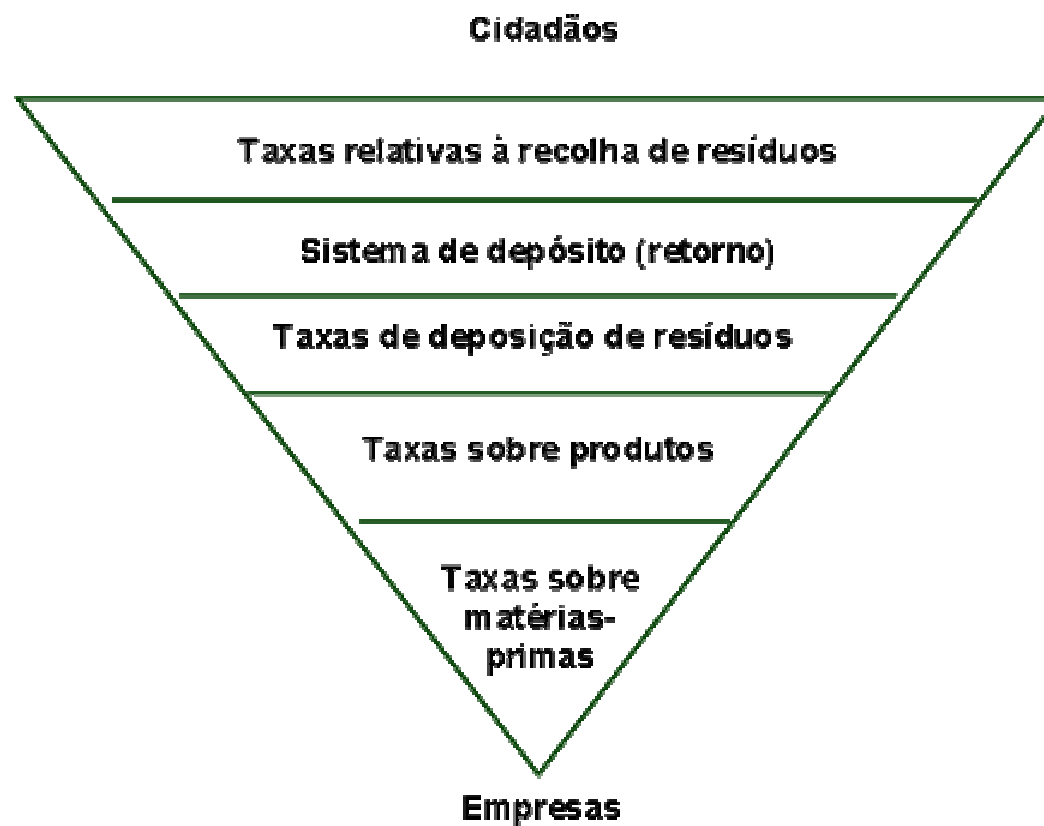 Cidadãos
Taxas relativas à recolha de resíduos
Sistema de depósito (retorno)
Taxas de deposição de resíduos
Taxas sobre produtos
Taxas sobre
matérias-
primas
Empresas